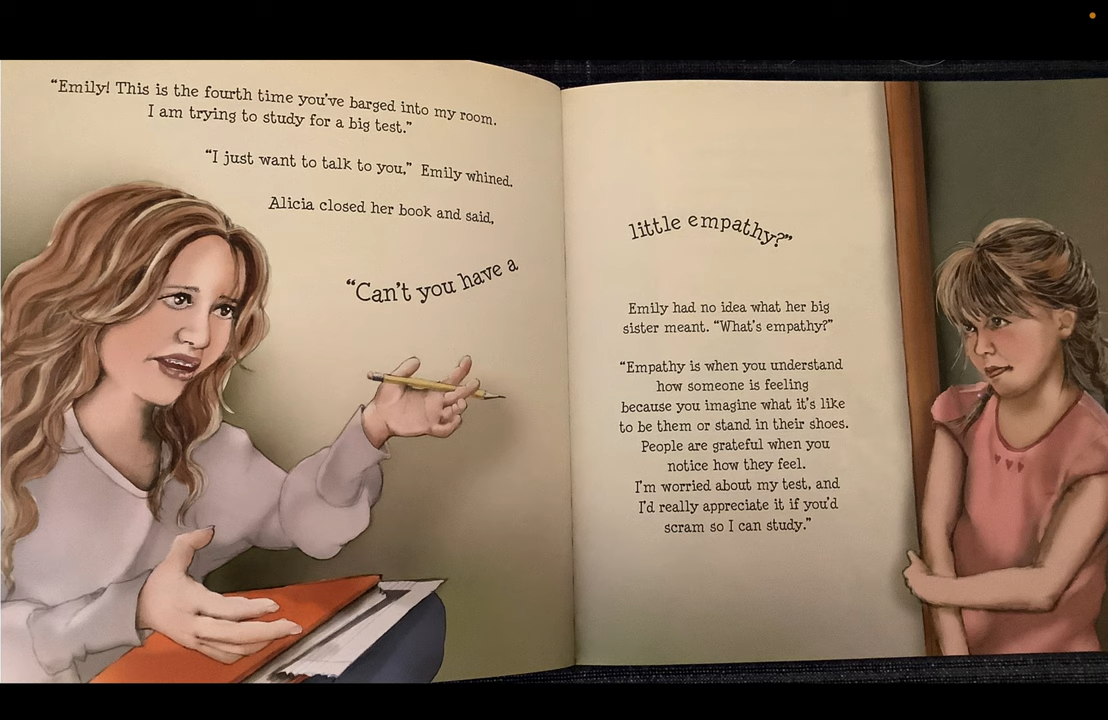 “Emily! This is the fourth time you’ve barged into my room.
I am trying to study for a big test.”
“I just want to talk to you,” Emily whined.
Alicia closed her book and said,
“Can’t you have a
little empathy?”
Emily had no idea what her big
sister meant. “What’s empathy?”
“Empathy is when you understand
how someone is feeling
because you imagine what it’s like
to be them or stand in their shoes.
People are grateful when you
notice how they feel.
I’m worried about my test, and
I’d really appreciate it if you’d
scram so I can study.”